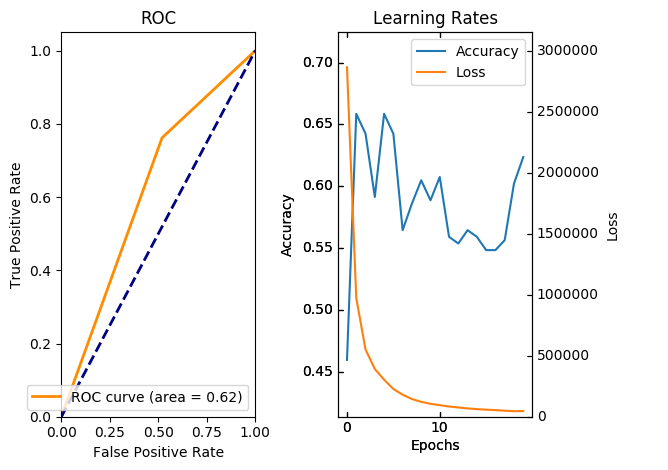 ROC
Learning Rates
True Positive Rate
1.0
0.8
0.6
0.4
0.2
0.0
ROC curve (area = 0.62)
0.00 0.25 0.50 0.75 1.00
False Positive Rate
Accuracy
0.70
0.65
0.60
0.55
0.50
0.45
Accuracy
Loss
3000000
2500000
2000000
1500000
1000000
500000
0
Loss
0 10
Epochs